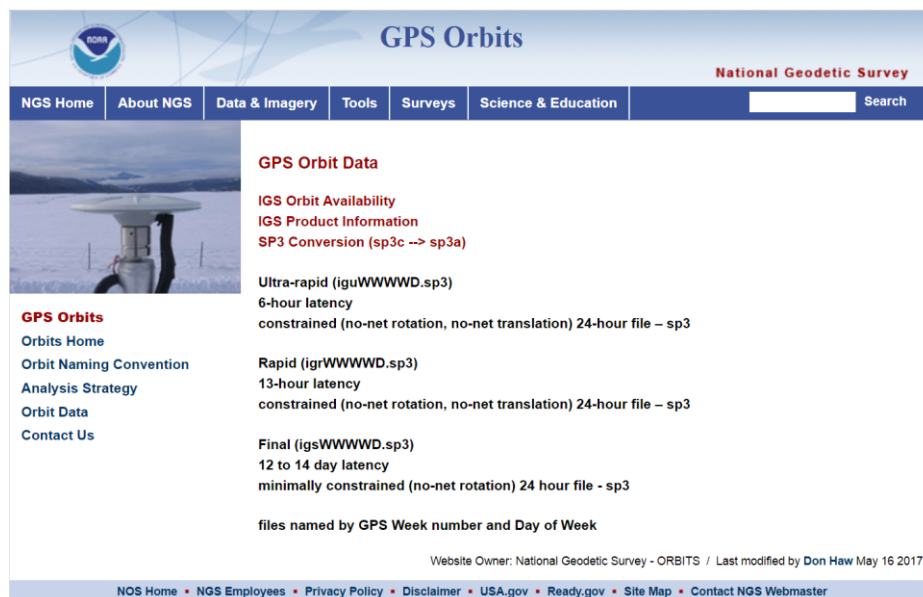 NOAA
GPS Orbits
National Geodetic Survey
NGS Home About NGS Data & Imagery Tools Surveys Science & Education Search
GPS Orbit Data
IGS Orbit Availability
IGS Product Information
SP3 Conversion (sp3c --> sp3a)
Ultra-rapid (iguWWWWD.sp3)
6-hour latency
constrained (no-net rotation, no-net translation) 24-hour file – sp3
Rapid (igrWWWWD.sp3)
13-hour latency
constrained (no-net rotation, no-net translation) 24-hour file – sp3
Final (igsWWWWD.sp3)
12 to 14 day latency
minimally constrained (no-net rotation) 24 hour file - sp3
files named by GPS Week number and Day of Week
GPS Orbits
Orbits Home
Orbit Naming Convention
Analysis Strategy
Orbit Data
Contact Us
Website Owner: National Geodetic Survey - ORBITS / Last modified by Don Haw May 16 2017
NOS Home ▪ NGS Employees ▪ Privacy Policy ▪ Disclaimer ▪ USA.gov ▪ Ready.gov ▪ Site Map ▪ Contact NGS Webmaster